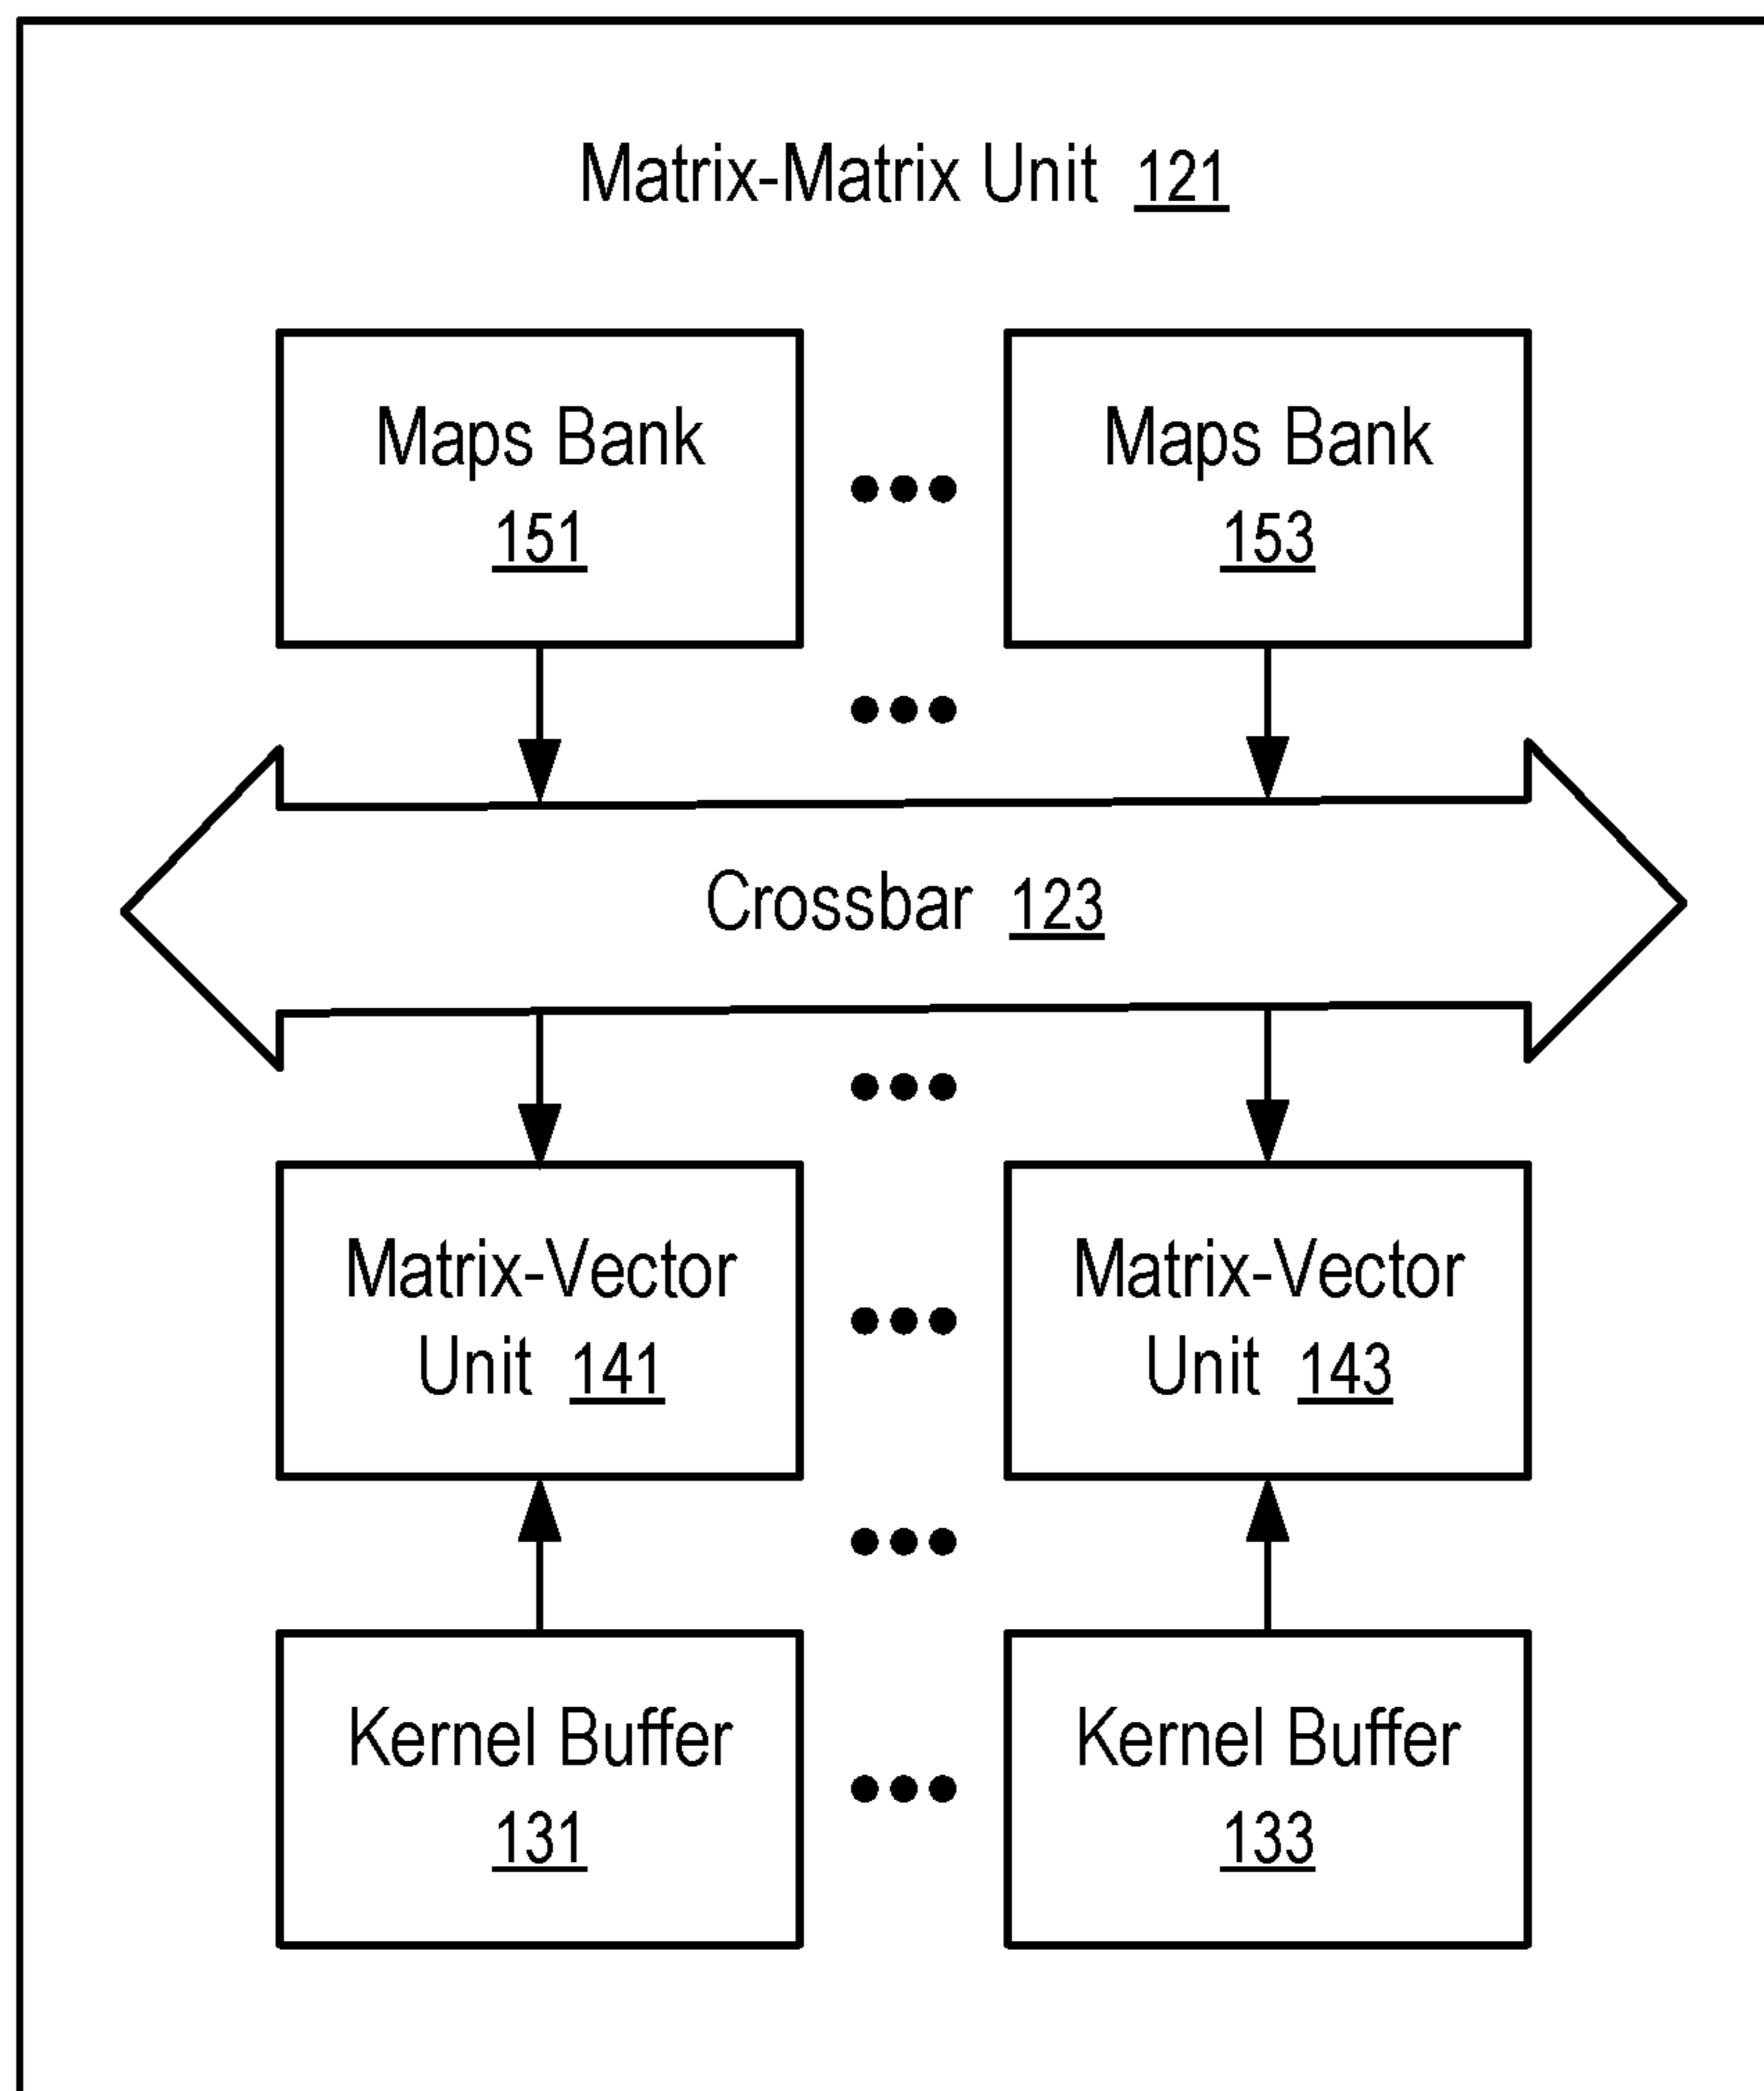 Matrix-Matrix Unit 121
Maps Bank
151
Maps Bank
153
Crossbar 123
Matrix-Vector
Unit 141
Matrix-Vector
Unit 143
Kernel Buffer
131
Kernel Buffer
133